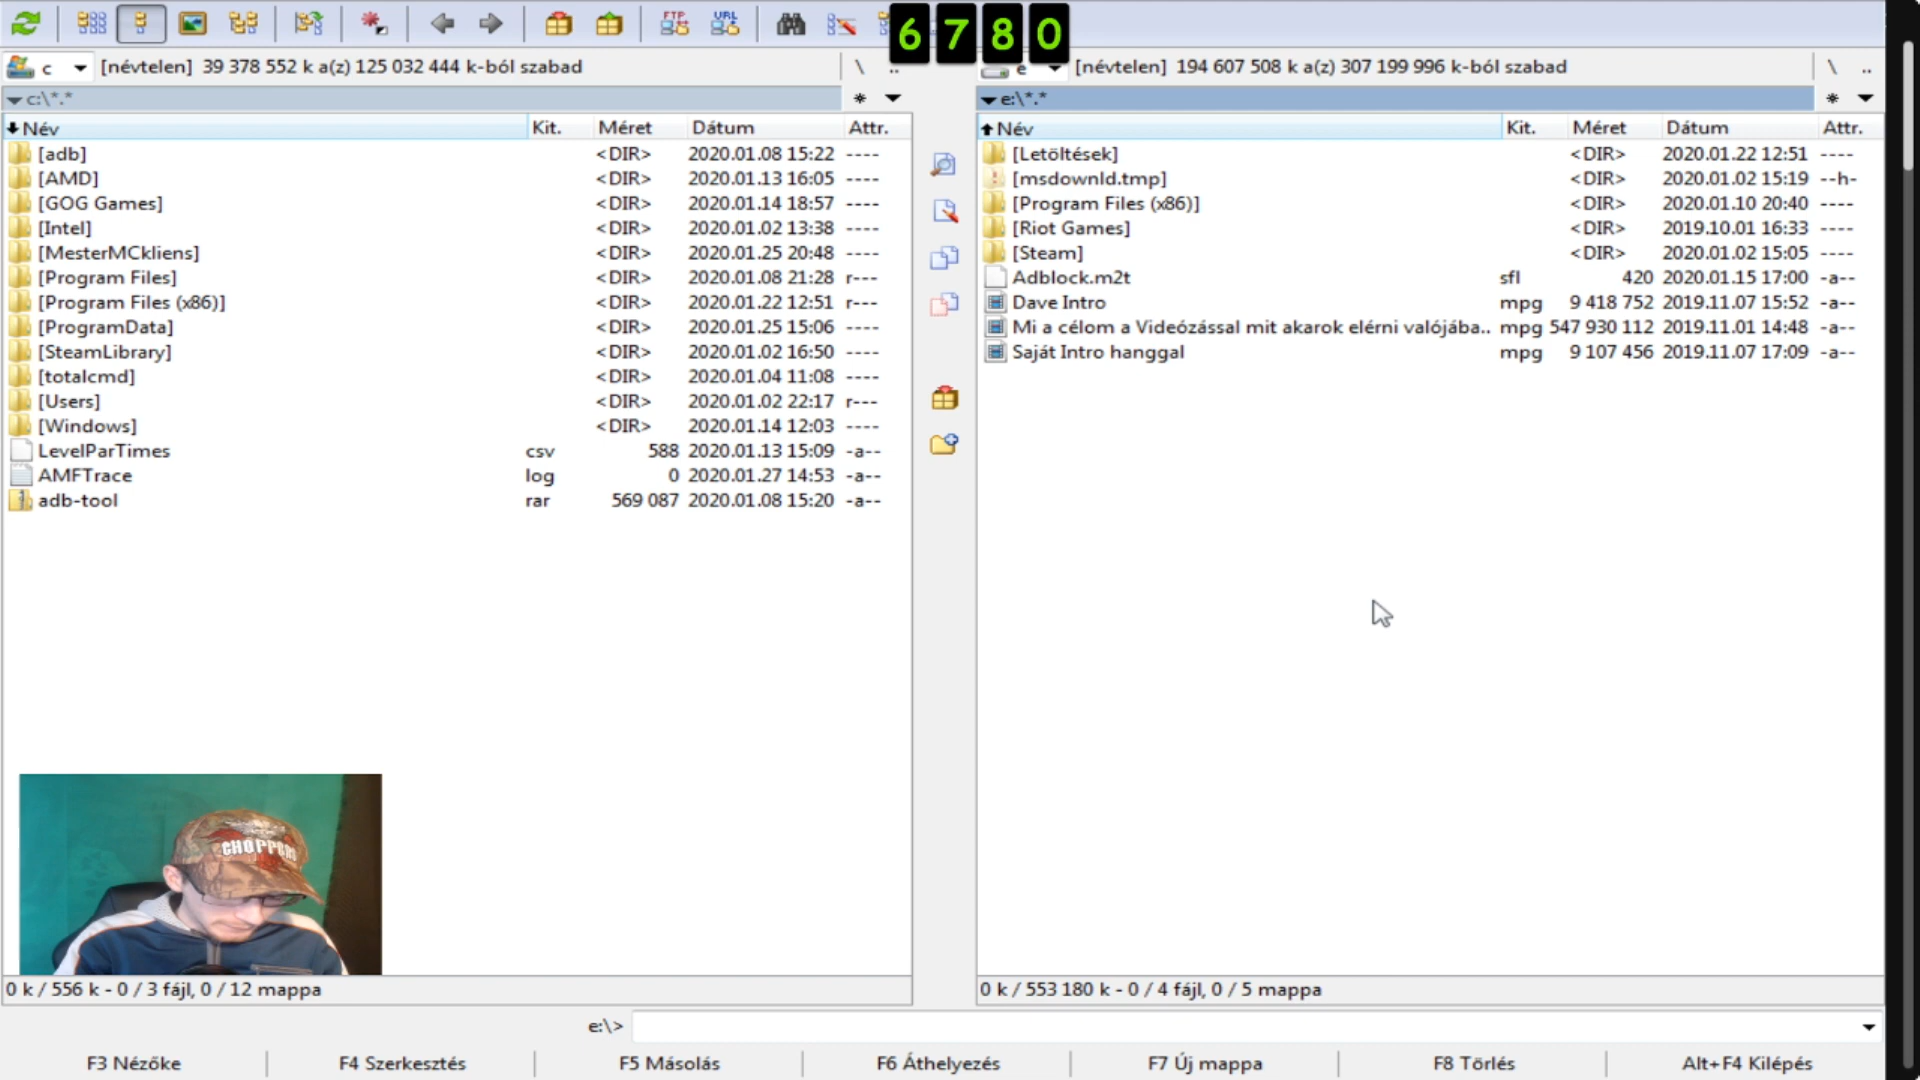 FTP URL
6780
c [névtelen] 39 378 552 k a(z) 125 032 444 k-ból szabad \ ..
e [névtelen] 194 607 508 k a(z) 307 199 996 k-ból szabad \ ..
c:\*.* *
e:\*.* *
Név Kit. Méret Dátum Attr.
[adb] <DIR> 2020.01.08 15:22 ----
[AMD] <DIR> 2020.01.13 16:05 ----
[GOG Games] <DIR> 2020.01.14 18:57 ----
[Intel] <DIR> 2020.01.02 13:38 ----
[MesterMCkliens] <DIR> 2020.01.25 20:48 ----
[Program Files] <DIR> 2020.01.08 21:28 r---
[Program Files (x86)] <DIR> 2020.01.22 12:51 r---
[ProgramData] <DIR> 2020.01.25 15:06 ----
[SteamLibrary] <DIR> 2020.01.02 16:50 ----
[totalcmd] <DIR> 2020.01.04 11:08 ----
[Users] <DIR> 2020.01.02 22:17 r---
[Windows] <DIR> 2020.01.14 12:03 ----
LevelParTimes csv 588 2020.01.13 15:09 -a--
AMFTrace log 0 2020.01.27 14:53 -a--
adb-tool rar 569 087 2020.01.08 15:20 -a--
Név Kit. Méret Dátum Attr.
[Letöltések] <DIR> 2020.01.22 12:51 ----
[msdownld.tmp] <DIR> 2020.01.02 15:19 --h-
[Program Files (x86)] <DIR> 2020.01.10 20:40 ----
[Riot Games] <DIR> 2019.10.01 16:33 ----
[Steam] <DIR> 2020.01.02 15:05 ----
Adblock.m2t sfl 420 2020.01.15 17:00 -a--
Dave Intro mpg 9 418 752 2019.11.07 15:52 -a--
Mi a célom a Videózással mit akarok elérni valójába.. mpg 547 930 112 2019.11.01 14:48 -a--
Saját Intro hanggal mpg 9 107 456 2019.11.07 17:09 -a--
CHOPPERS
0 k / 556 k - 0 / 3 fájl, 0 / 12 mappa
0 k / 553 180 k - 0 / 4 fájl, 0 / 5 mappa
e:\>
F3 Nézőke F4 Szerkesztés F5 Másolás F6 Áthelyezés F7 Új mappa F8 Törlés Alt+F4 Kilépés